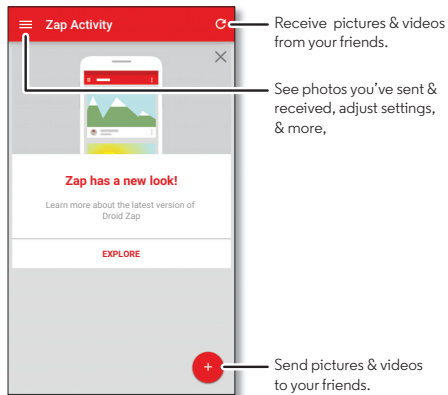 Zap Activity
Receive pictures & videos
from your friends.
See photos you’ve sent &
received, adjust settings,
& more,
Zap has a new look!
Learn more about the latest version of
Droid Zap
EXPLORE
Send pictures & videos
to your friends.